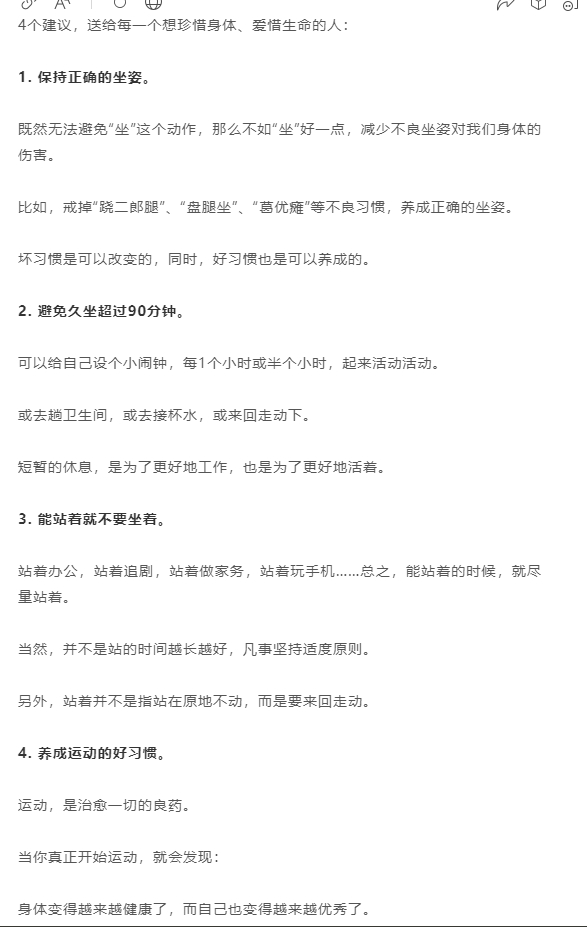 4个建议，送给每一个想珍惜身体、爱惜生命的人：
1. 保持正确的坐姿。
既然无法避免“坐”这个动作，那么不如“坐”好一点，减少不良坐姿对我们身体的
伤害。
比如，戒掉“跷二郎腿”、“盘腿坐”、“葛优瘫”等不良习惯，养成正确的坐姿。
坏习惯是可以改变的，同时，好习惯也是可以养成的。
2. 避免久坐超过90分钟。
可以给自己设个小闹钟，每1个小时或半个小时，起来活动活动。
或去趟卫生间，或去接杯水，或来回走动下。
短暂的休息，是为了更好地工作，也是为了更好地活着。
3. 能站着就不要坐着。
站着办公，站着追剧，站着做家务，站着玩手机……总之，能站着的时候，就尽
量站着。
当然，并不是站的时间越长越好，凡事坚持适度原则。
另外，站着并不是指站在原地不动，而是要来回走动。
4. 养成运动的好习惯。
运动，是治愈一切的良药。
当你真正开始运动，就会发现：
身体变得越来越健康了，而自己也变得越来越优秀了。